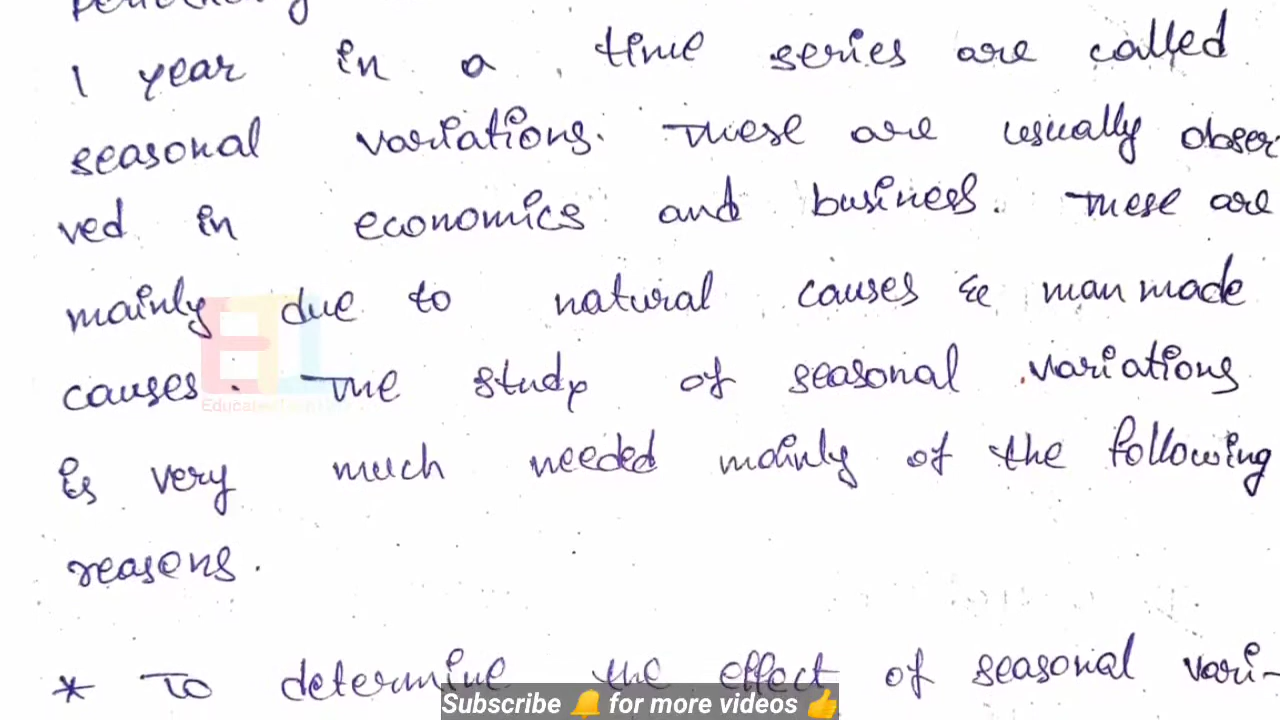 1 year in a time series are called
seasonal variations. These are usually obser
ved in economics and business. These are
mainly due to natural causes & man made
causes. The study of seasonal variations
is very much needed mainly of the following
reasons.
* To determine the effect of seasonal vari-
Subscribe 🔔 for more videos 👍